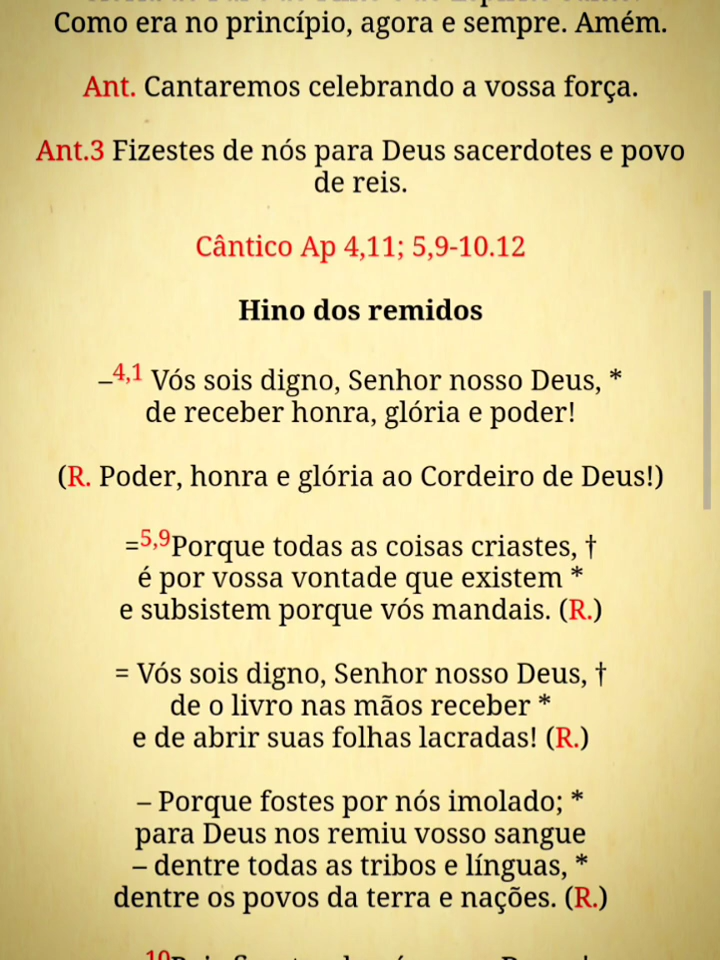 Como era no princípio, agora e sempre. Amém.
Ant. Cantaremos celebrando a vossa força.
Ant.3 Fizestes de nós para Deus sacerdotes e povo
de reis.
Cântico Ap 4,11; 5,9-10.12
Hino dos remidos
–4,1 Vós sois digno, Senhor nosso Deus, *
de receber honra, glória e poder!
(R. Poder, honra e glória ao Cordeiro de Deus!)
=5,9Porque todas as coisas criastes, †
é por vossa vontade que existem *
e subsistem porque vós mandais. (R.)
= Vós sois digno, Senhor nosso Deus, †
de o livro nas mãos receber *
e de abrir suas folhas lacradas! (R.)
– Porque fostes por nós imolado; *
para Deus nos remiu vosso sangue
– dentre todas as tribos e línguas, *
dentre os povos da terra e nações. (R.)